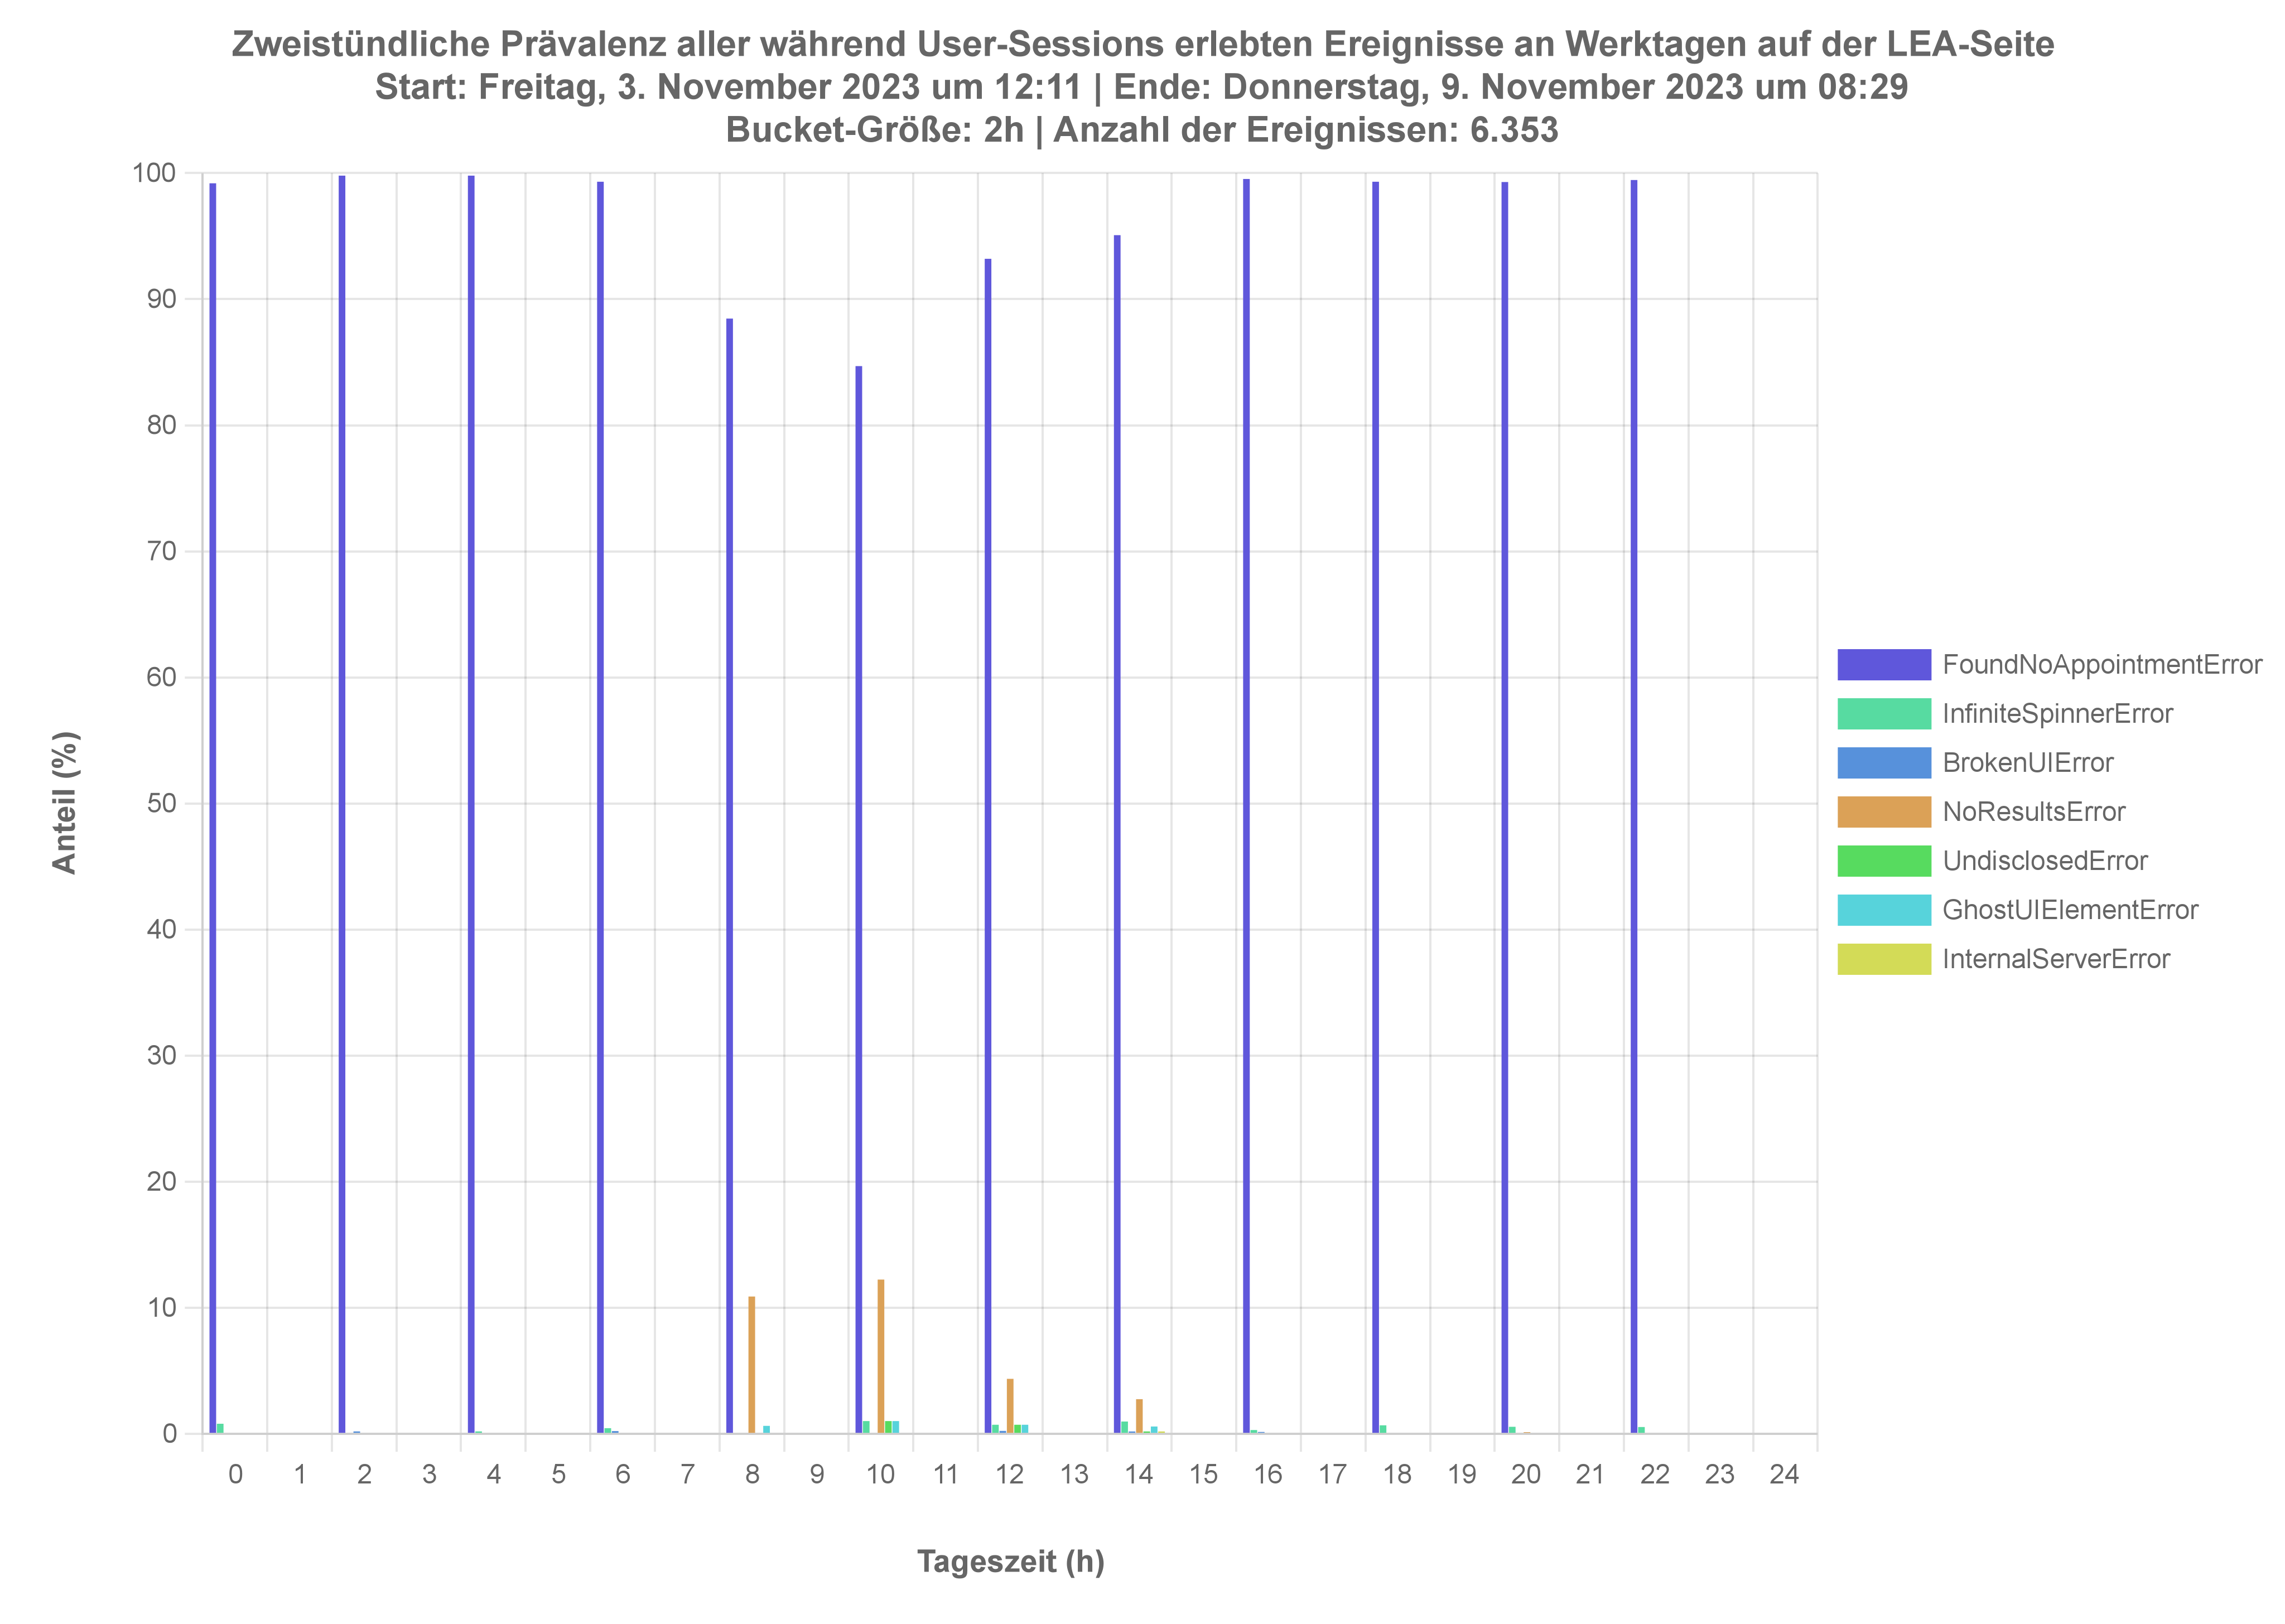 Zweistündliche Prävalenz aller während User-Sessions erlebten Ereignisse an Werktagen auf der LEA-Seite
Start: Freitag, 3. November 2023 um 12:11 | Ende: Donnerstag, 9. November 2023 um 08:29
Bucket-Größe: 2h | Anzahl der Ereignissen: 6.353
100
90
80
70
60
50
40
30
20
10
0
Anteil (%)
0 1 2 3 4 5 6 7 8 9 10 11 12 13 14 15 16 17 18 19 20 21 22 23 24
Tageszeit (h)
FoundNoAppointmentError
InfiniteSpinnerError
BrokenUIError
NoResultsError
UndisclosedError
GhostUIElementError
InternalServerError